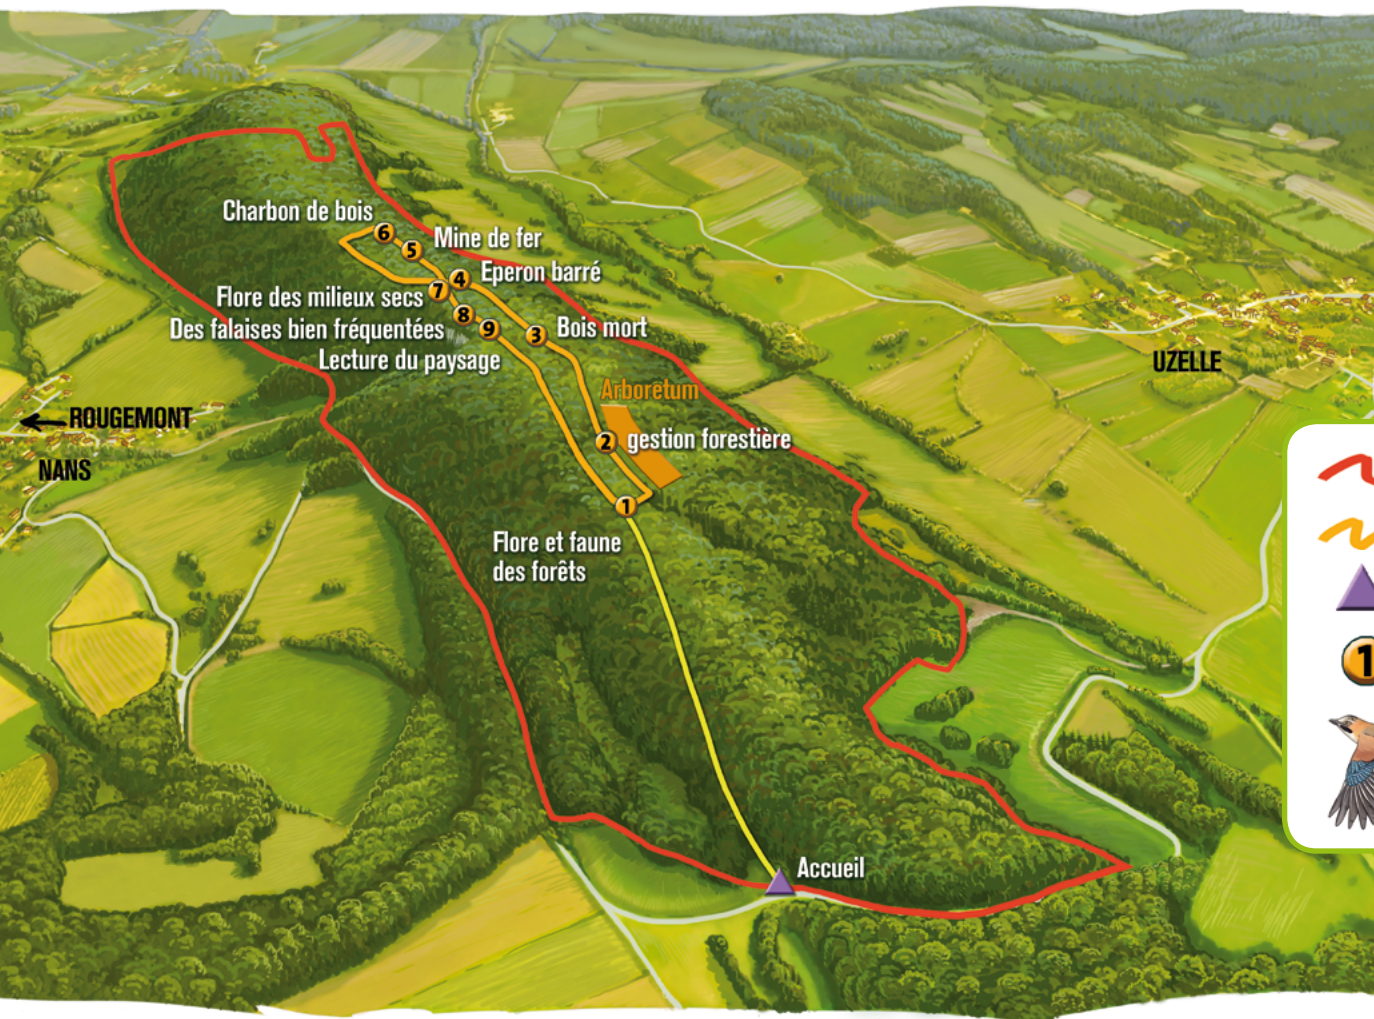 Charbon de bois
6
5
Mine de fer
4
Eperon barré
7
Flore des milieux secs
8
Des falaises bien fréquentées
9
3
Bois mort
Lecture du paysage
UZELLE
Arboretum
ROUGEMONT
2
gestion forestière
NANS
1
Flore et faune
des forêts
1
Accueil